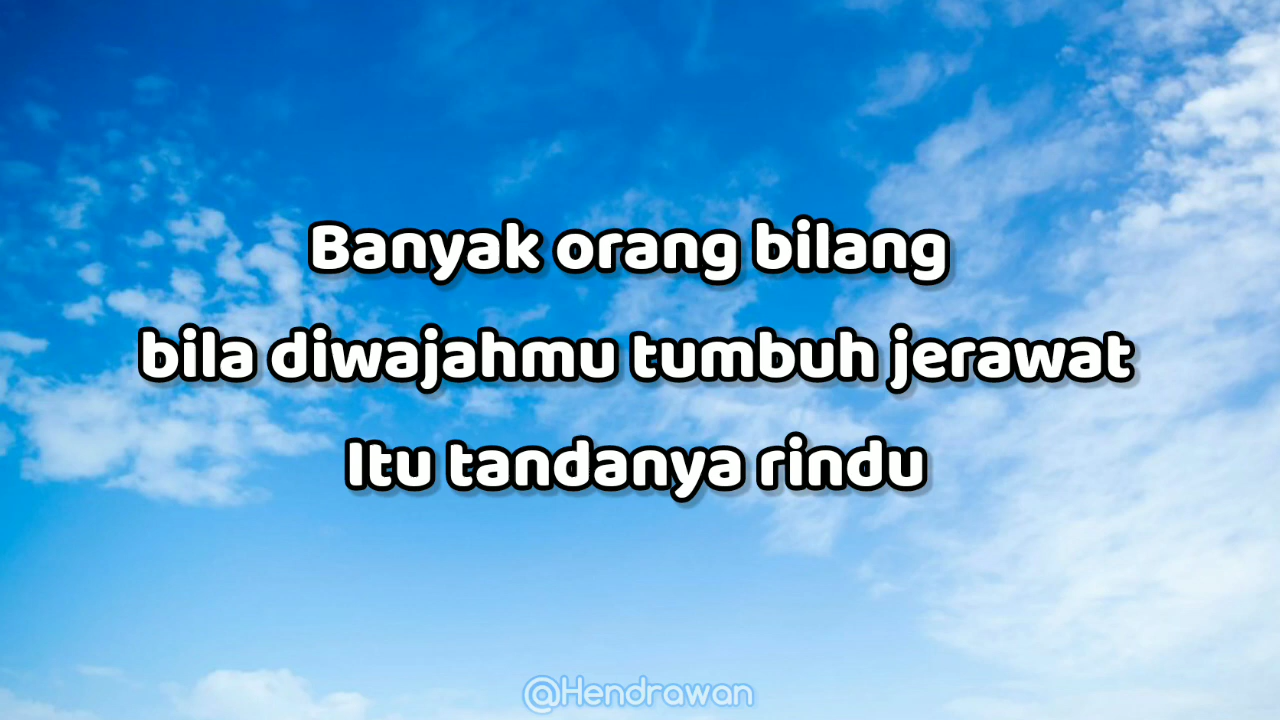 Banyak orang bilang
bila diwajahmu tumbuh jerawat
Itu tandanya rindu
@Hendrawan